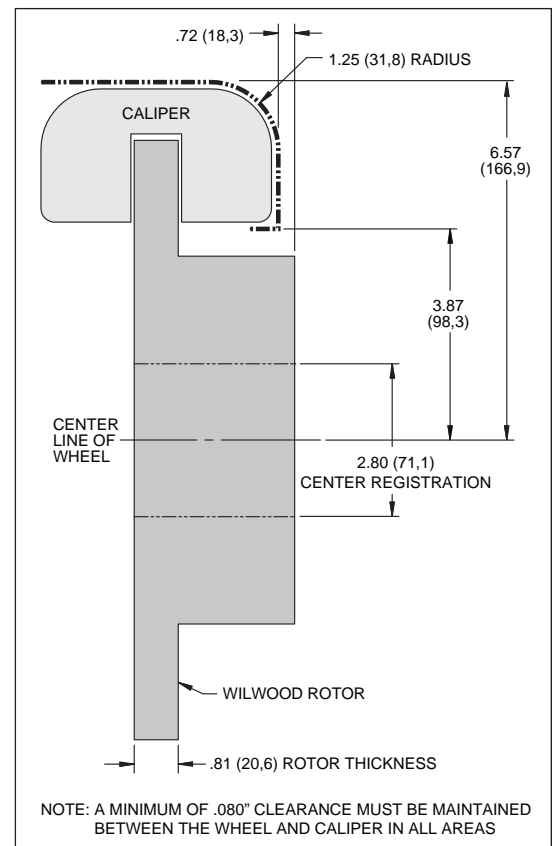 .72 (18,3)
1.25 (31,8) RADIUS
CALIPER
6.57
(166,9)
3.87
(98,3)
CENTER
LINE OF
WHEEL
2.80 (71,1)
CENTER REGISTRATION
WILWOOD ROTOR
.81 (20,6) ROTOR THICKNESS
NOTE: A MINIMUM OF .080" CLEARANCE MUST BE MAINTAINED
BETWEEN THE WHEEL AND CALIPER IN ALL AREAS